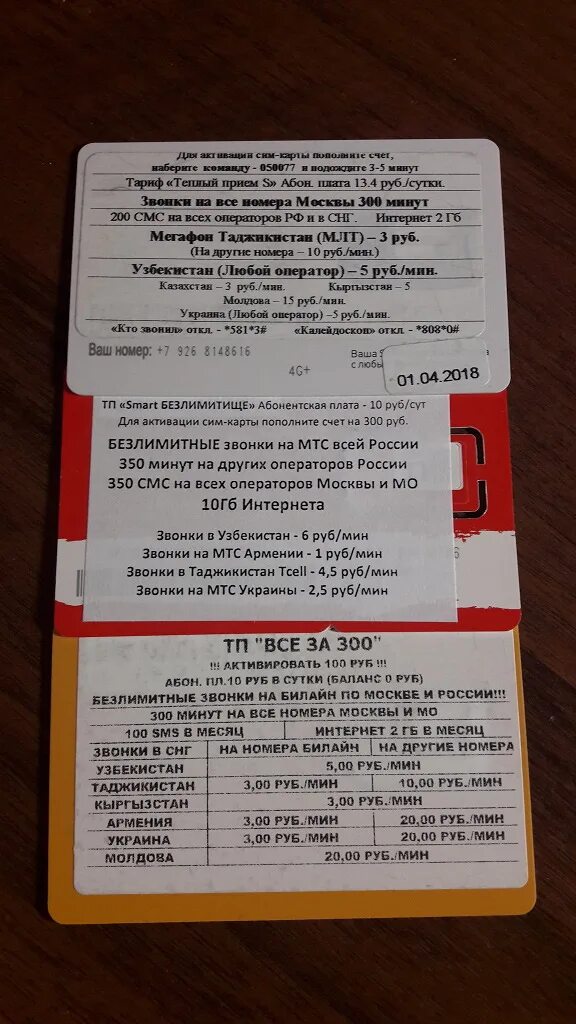 Для активации сим-карты пополните счет,
наберите команду - 050077 и подождите 3-5 минут
Тариф «Теплый прием S» Абон. плата 13.4 руб./сутки.
Звонки на все номера Москвы 300 минут
200 СМС на всех операторов РФ и в СНГ. Интернет 2 Гб
Мегафон Таджикистан (МЛТ) – 3 руб.
(На другие номера – 10 руб./мин.)
Узбекистан (Любой оператор) – 5 руб./мин.
Казахстан – 3 руб./мин. Кыргызстан – 5
Молдова – 15 руб./мин.
Украина (Любой оператор) –5 руб./мин.
«Кто звонил» откл. - *581*3# «Калейдоскон» откл. - *808*0#
Ваш номер: +7 926 8148616
Ваша
4G+
с любы
01.04.2018
ТП «Smart БЕЗЛИМИТИЩЕ» Абонентская плата - 10 руб/сут
Для активации сим-карты пополните счет на 300 руб.
БЕЗЛИМИТНЫЕ звонки на МТС всей России
350 минут на других операторов России
350 СМС на всех операторов Москвы и МО
10Гб Интернета
Звонки в Узбекистан - 6 руб/мин
Звонки на МТС Армении - 1 руб/мин
Звонки в Таджикистан Tcell - 4,5 руб/мин
Звонки на МТС Украины - 2,5 руб/мин
ТП "ВСЕ ЗА 300"
!!! АКТИВИРОВАТЬ 100 РУБ !!!
АБОН. ПЛ.10 РУБ В СУТКИ (БАЛАНС 0 РУБ)
БЕЗЛИМИТНЫЕ ЗВОНКИ НА БИЛАЙН ПО МОСКВЕ И РОССИИ!!!
300 МИНУТ НА ВСЕ НОМЕРА МОСКВЫ И МО
100 SMS В МЕСЯЦ ИНТЕРНЕТ 2 ГБ В МЕСЯЦ
ЗВОНКИ В СНГ НА НОМЕРА БИЛАЙН НА ДРУГИЕ НОМЕРА
УЗБЕКИСТАН 5,00 РУБ./МИН
ТАДЖИКИСТАН 3,00 РУБ./МИН 10,00 РУБ./МИН
КЫРГЫЗСТАН 3,00 РУБ./МИН
АРМЕНИЯ 3,00 РУБ./МИН 20,00 РУБ./МИН
УКРАИНА 3,00 РУБ./МИН 20,00 РУБ./МИН
МОЛДОВА 20,00 РУБ./МИН